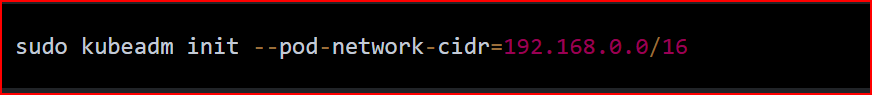 sudo kubeadm init --pod-network-cidr=192.168.0.0/16